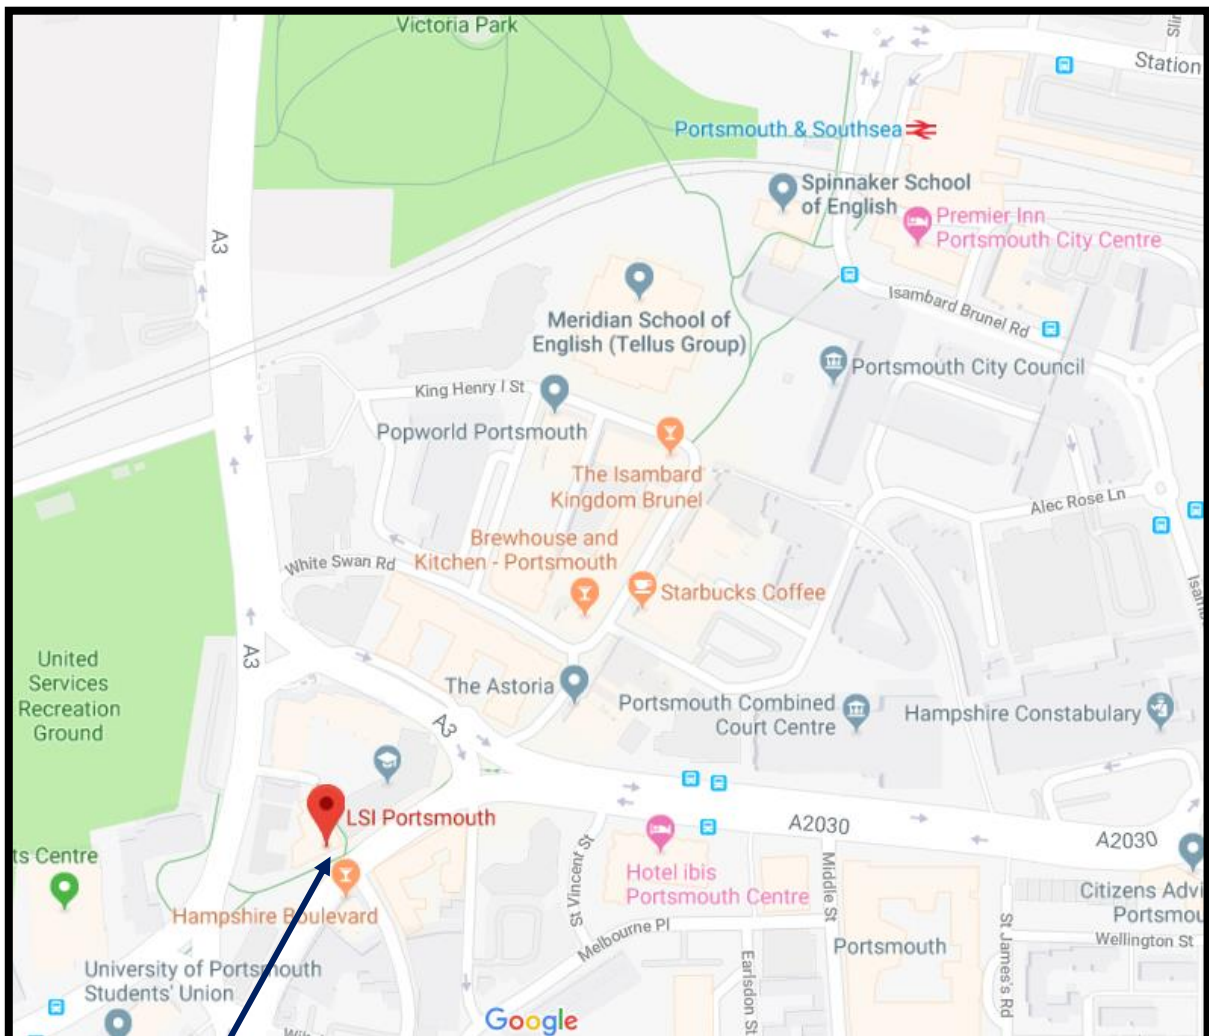 Victoria Park
Station
Portsmouth & Southsea
Spinnaker School
of English
Premier Inn
Portsmouth City Centre
A3
Isambard Brunel Rd
Meridian School of
English (Tellus Group)
Portsmouth City Council
King Henry I St
Popworld Portsmouth
The Isambard
Kingdom Brunel
Alec Rose Ln
Brewhouse and
Kitchen - Portsmouth
White Swan Rd
Starbucks Coffee
A3
United
Services
Recreation
Ground
The Astoria
Portsmouth Combined
Court Centre
Hampshire Constabulary
A3
LSI Portsmouth
A2030
A2030
ts Centre
St Vincent St
Middle St
Hotel ibis
Portsmouth Centre
Citizens Advi
Portsmou
Hampshire Boulevard
Melbourne Pl
Portsmouth
Wellington St
St James's Rd
Earlsdon St
University of Portsmouth
Students' Union
Google